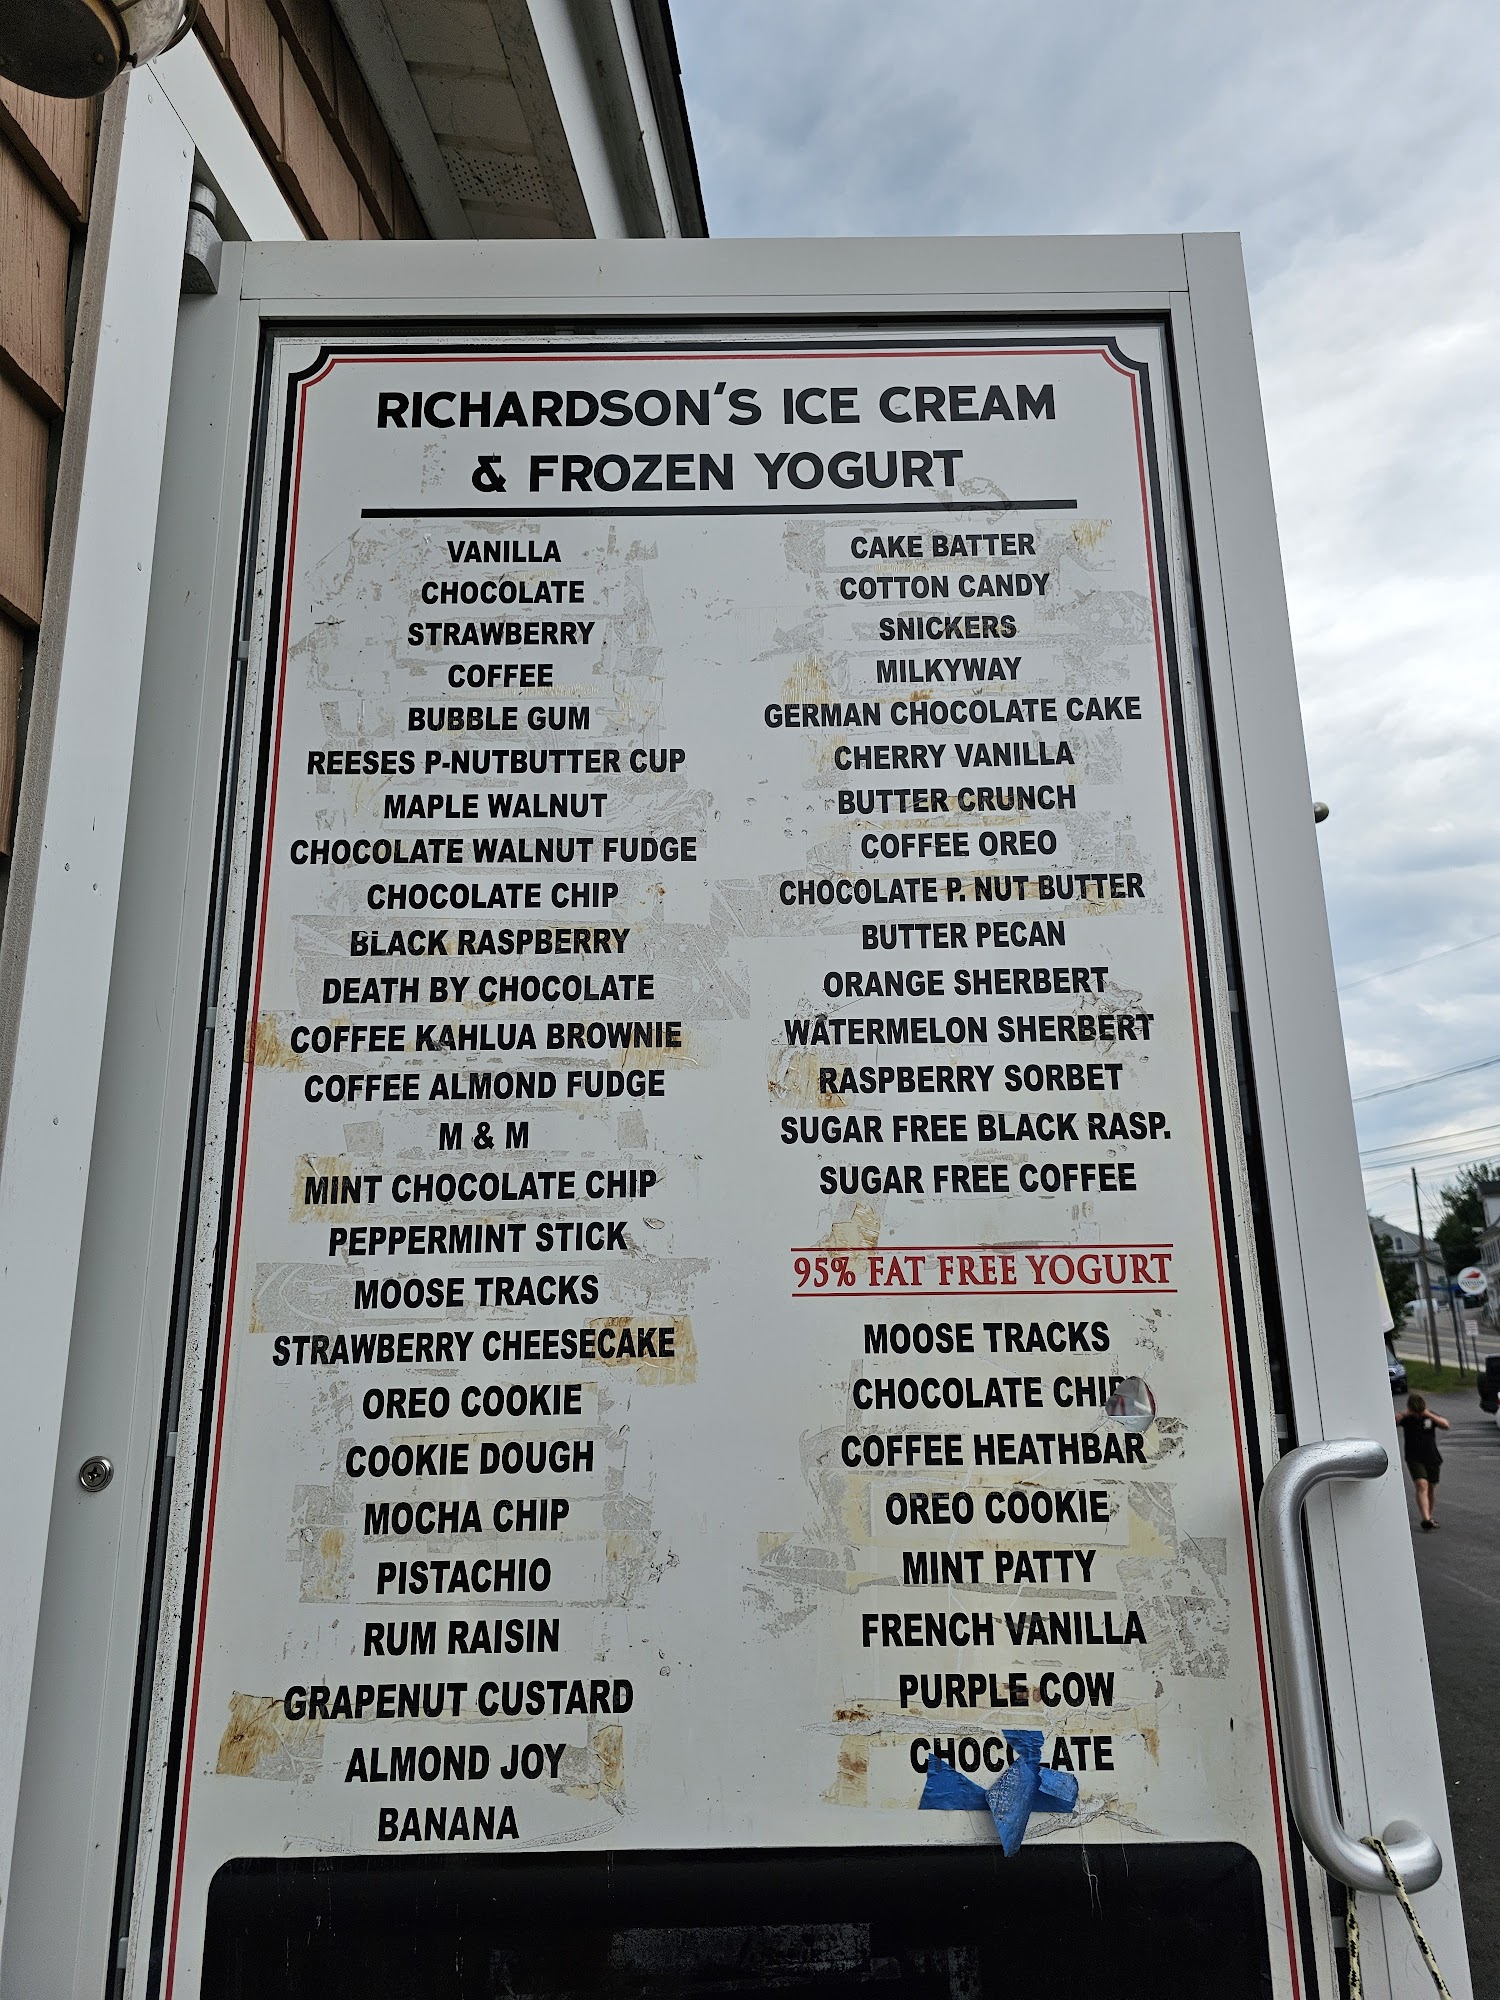 RICHARDSON'S ICE CREAM
& FROZEN YOGURT
VANILLA
CHOCOLATE
STRAWBERRY
COFFEE
BUBBLE GUM
REESES P-NUTBUTTER CUP
MAPLE WALNUT
CHOCOLATE WALNUT FUDGE
CHOCOLATE CHIP
BLACK RASPBERRY
DEATH BY CHOCOLATE
COFFEE KAHLUA BROWNIE
COFFEE ALMOND FUDGE
M & M
MINT CHOCOLATE CHIP
PEPPERMINT STICK
MOOSE TRACKS
STRAWBERRY CHEESECAKE
OREO COOKIE
COOKIE DOUGH
MOCHA CHIP
PISTACHIO
RUM RAISIN
GRAPENUT CUSTARD
ALMOND JOY
BANANA
CAKE BATTER
COTTON CANDY
SNICKERS
MILKYWAY
GERMAN CHOCOLATE CAKE
CHERRY VANILLA
BUTTER CRUNCH
COFFEE OREO
CHOCOLATE P. NUT BUTTER
BUTTER PECAN
ORANGE SHERBERT
WATERMELON SHERBERT
RASPBERRY SORBET
SUGAR FREE BLACK RASP.
SUGAR FREE COFFEE
95% FAT FREE YOGURT
MOOSE TRACKS
CHOCOLATE CHIP
COFFEE HEATHBAR
OREO COOKIE
MINT PATTY
FRENCH VANILLA
PURPLE COW
CHOCOLATE